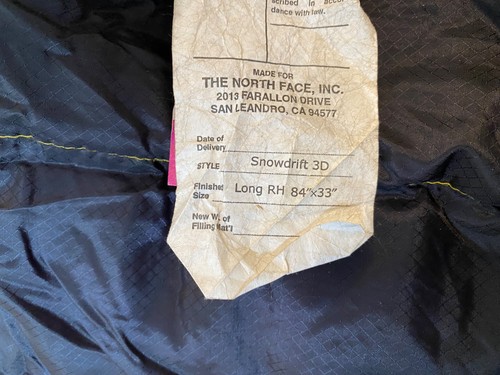 scribed in accor
dance with law.
MADE FOR
THE NORTH FACE, INC.
2013 FARALLON DRIVE
SAN LEANDRO, CA 94577
Date of
Delivery
STYLE Snowdrift 3D
Finished
Size Long RH 84"x33"
New W. of
Filling Mat'l